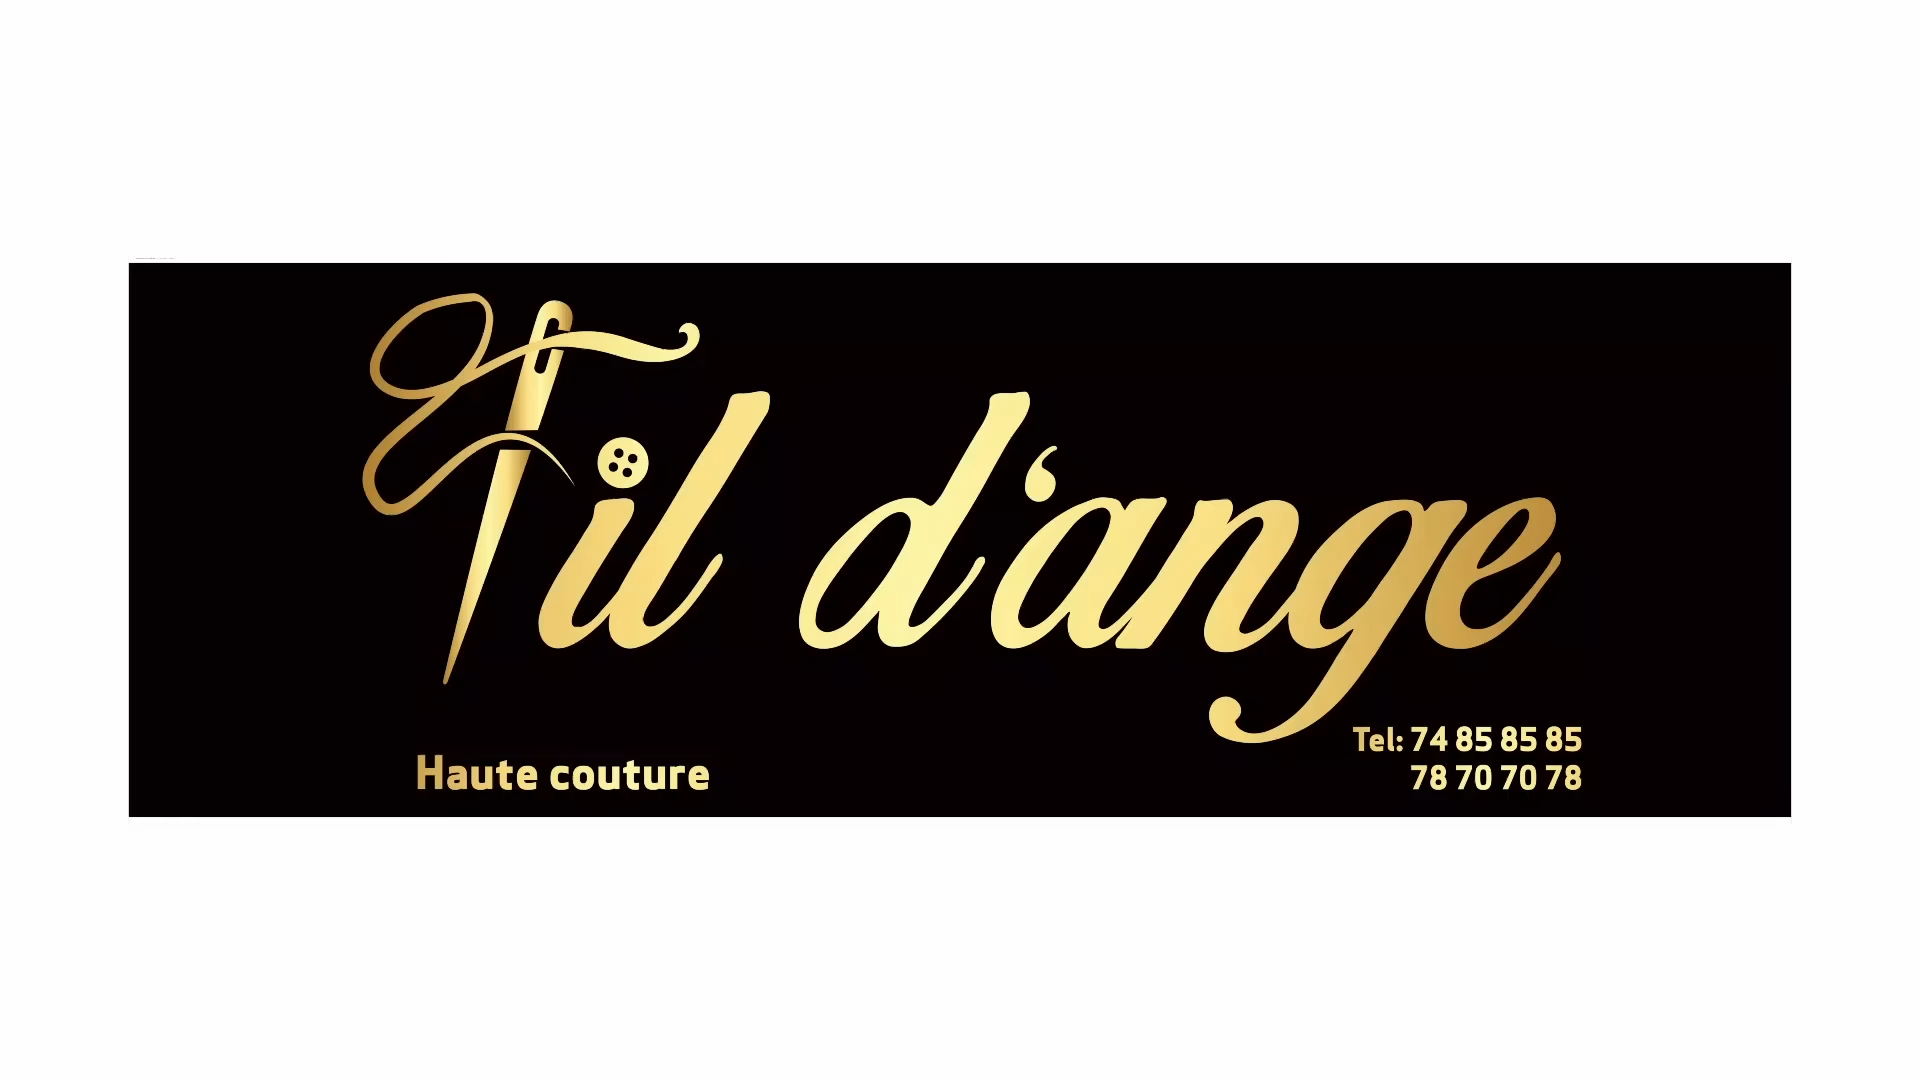 Fil d‘ange
Haute couture
Tel: 74 85 85 85
78 70 70 78